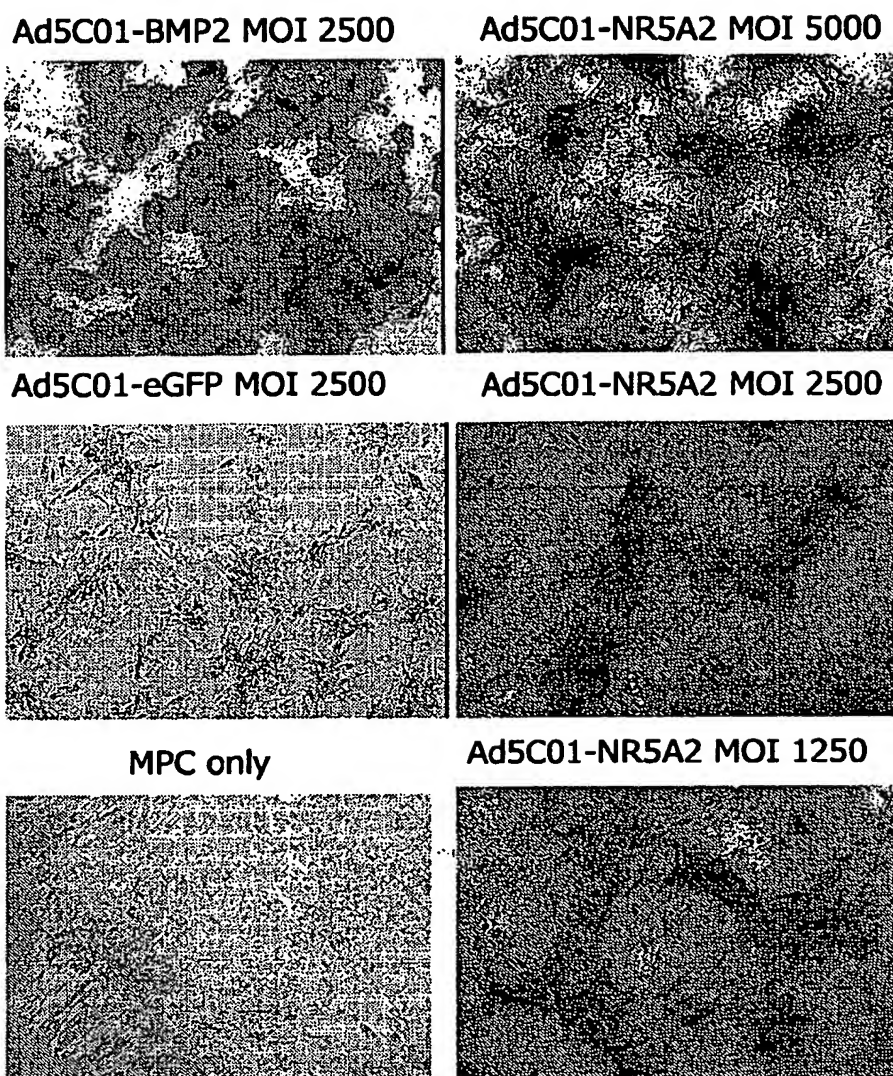 Ad5C01-BMP2 MOI 2500
Ad5C01-NR5A2 MOI 5000
Ad5C01-eGFP MOI 2500
Ad5C01-NR5A2 MOI 2500
MPC only
Ad5C01-NR5A2 MOI 1250